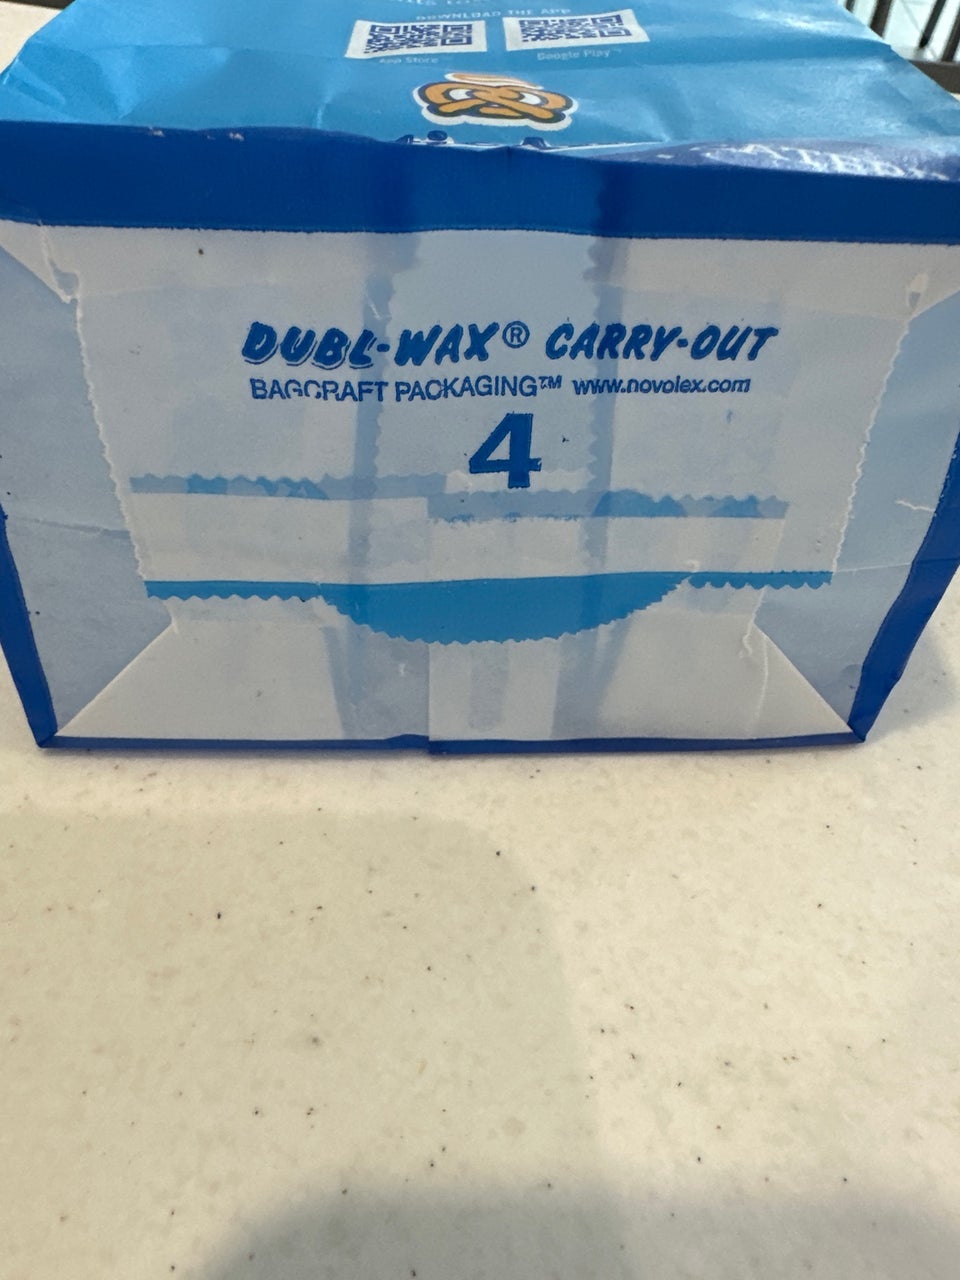 DOWNLOAD THE APP
App Store Google Play
DUBL-WAX® CARRY-OUT
BAGCRAFT PACKAGING™ www.novolex.com
4